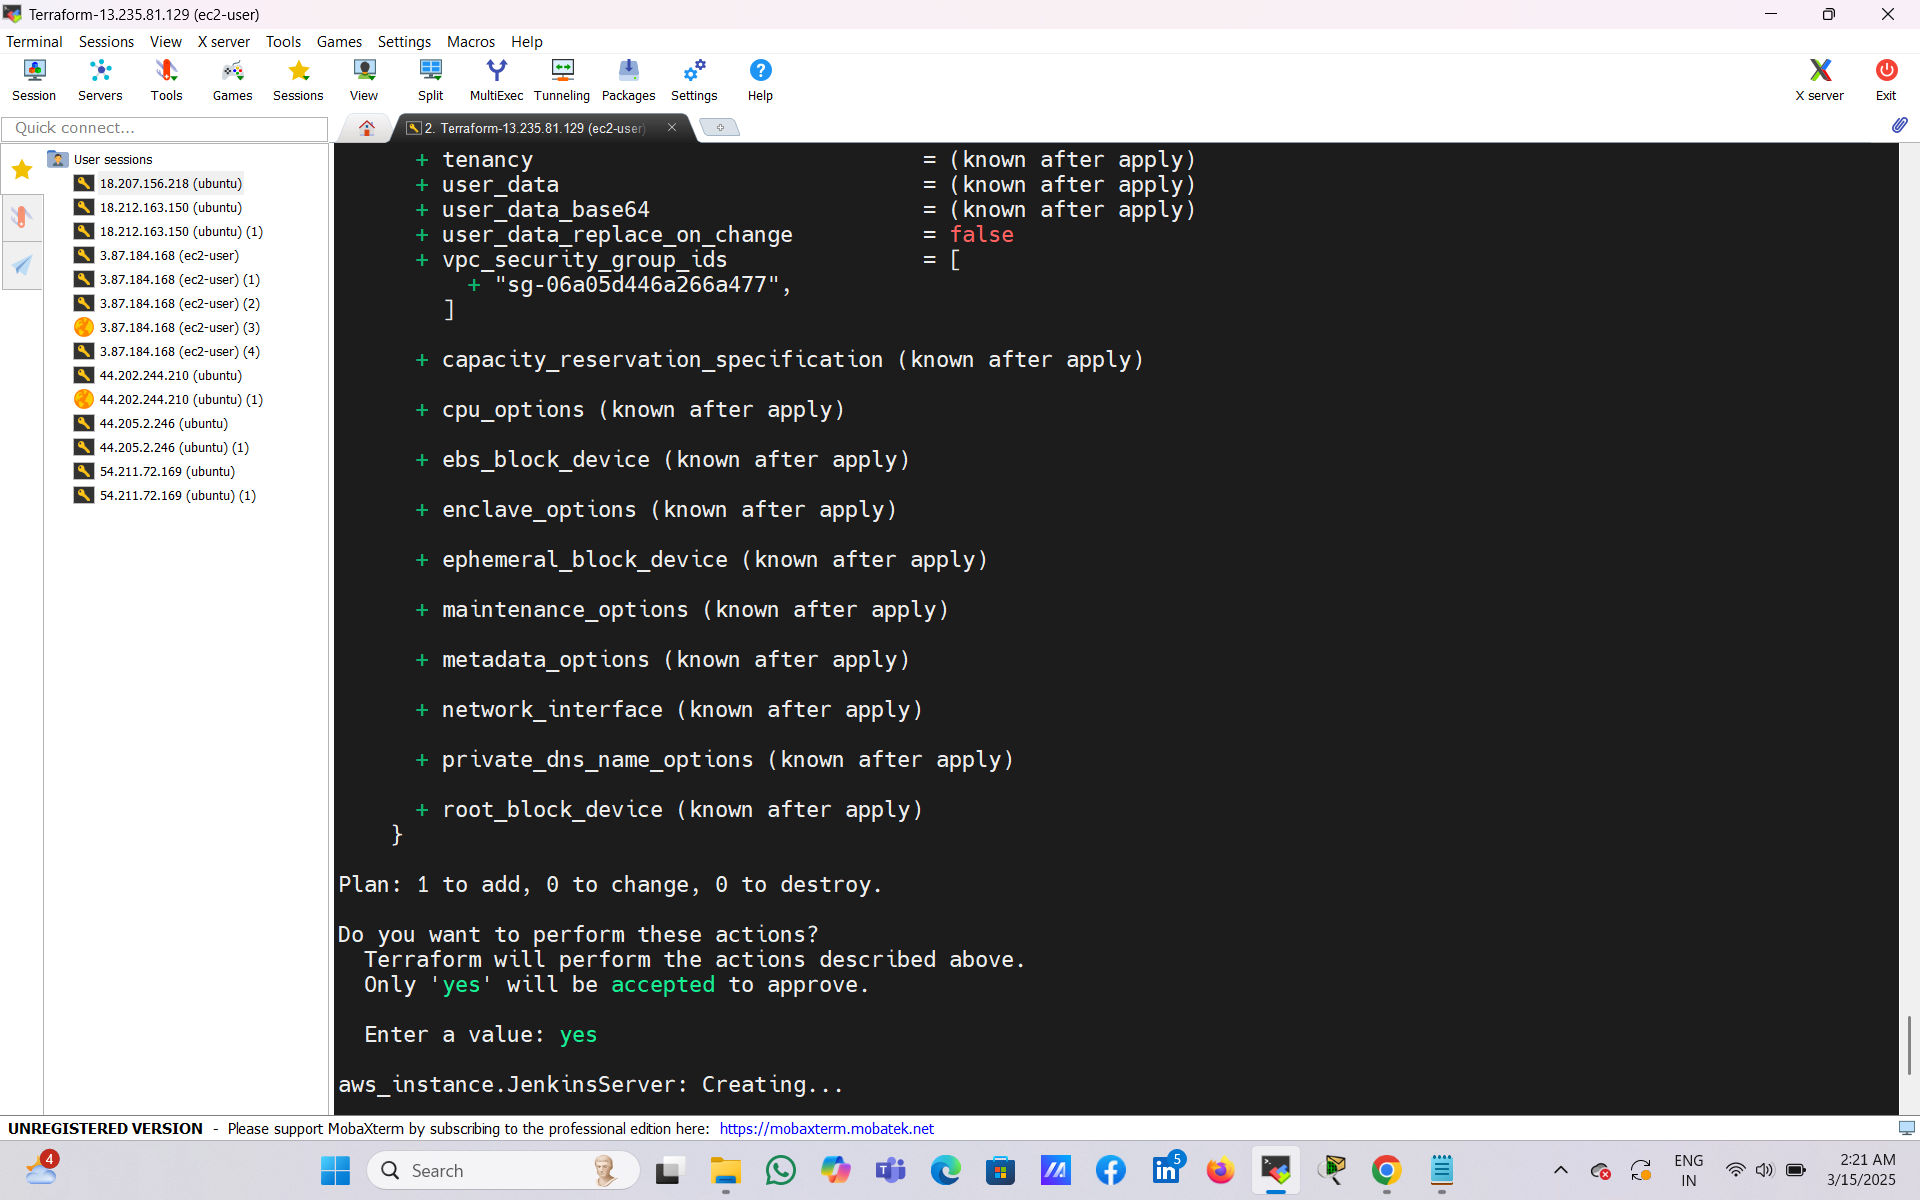 Terraform-13.235.81.129 (ec2-user)
Terminal Sessions View X server Tools Games Settings Macros Help
Session Servers Tools Games Sessions View Split MultiExec Tunneling Packages Settings Help X server Exit
Quick connect...
2. Terraform-13.235.81.129 (ec2-user)
User sessions
18.207.156.218 (ubuntu)
18.212.163.150 (ubuntu)
18.212.163.150 (ubuntu) (1)
3.87.184.168 (ec2-user)
3.87.184.168 (ec2-user) (1)
3.87.184.168 (ec2-user) (2)
3.87.184.168 (ec2-user) (3)
3.87.184.168 (ec2-user) (4)
44.202.244.210 (ubuntu)
44.202.244.210 (ubuntu) (1)
44.205.2.246 (ubuntu)
44.205.2.246 (ubuntu) (1)
54.211.72.169 (ubuntu)
54.211.72.169 (ubuntu) (1)
+ tenancy = (known after apply)
+ user_data = (known after apply)
+ user_data_base64 = (known after apply)
+ user_data_replace_on_change = false
+ vpc_security_group_ids = [
+ "sg-06a05d446a266a477",
]
+ capacity_reservation_specification (known after apply)
+ cpu_options (known after apply)
+ ebs_block_device (known after apply)
+ enclave_options (known after apply)
+ ephemeral_block_device (known after apply)
+ maintenance_options (known after apply)
+ metadata_options (known after apply)
+ network_interface (known after apply)
+ private_dns_name_options (known after apply)
+ root_block_device (known after apply)
}
Plan: 1 to add, 0 to change, 0 to destroy.
Do you want to perform these actions?
Terraform will perform the actions described above.
Only 'yes' will be accepted to approve.
Enter a value: yes
aws_instance.JenkinsServer: Creating...
UNREGISTERED VERSION - Please support MobaXterm by subscribing to the professional edition here: https://mobaxterm.mobatek.net
4
Search
5
ENG
IN
2:21 AM
3/15/2025